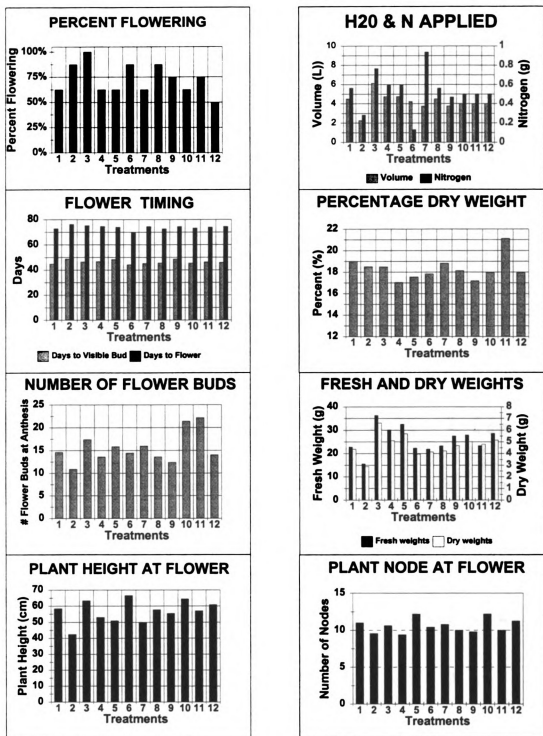 PERCENT FLOWERING
Percent Flowering
100%
75%
50%
25%
0%
1 2 3 4 5 6 7 8 9 10 11 12
Treatments
H20 & N APPLIED
Volume (L))
10
8
6
4
2
0
1
0.8
0.6
0.4
0.2
0
Nitrogen (g)
1 2 3 4 5 6 7 8 9 10 11 12
Treatments
Volume Nitrogen
FLOWER TIMING
Days
80
60
40
20
0
1 2 3 4 5 6 7 8 9 10 11 12
Treatments
Days to Visible Bud Days to Flower
PERCENTAGE DRY WEIGHT
Percent (%)
22
20
18
16
14
12
1 2 3 4 5 6 7 8 9 10 11 12
Treatments
NUMBER OF FLOWER BUDS
# Flower Buds at Anthesis
25
20
15
10
5
0
1 2 3 4 5 6 7 8 9 10 11 12
Treatments
FRESH AND DRY WEIGHTS
Fresh Weight (g)
40
30
20
10
0
8
7
6
5
4
3
2
1
0
Dry Weight (g)
1 2 3 4 5 6 7 8 9 10 11 12
Treatments
Fresh weights Dry weights
PLANT HEIGHT AT FLOWER
Plant Height (cm)
70
60
50
40
30
20
10
0
1 2 3 4 5 6 7 8 9 10 11 12
Treatments
PLANT NODE AT FLOWER
Number of Nodes
15
10
5
0
1 2 3 4 5 6 7 8 9 10 11 12
Treatments